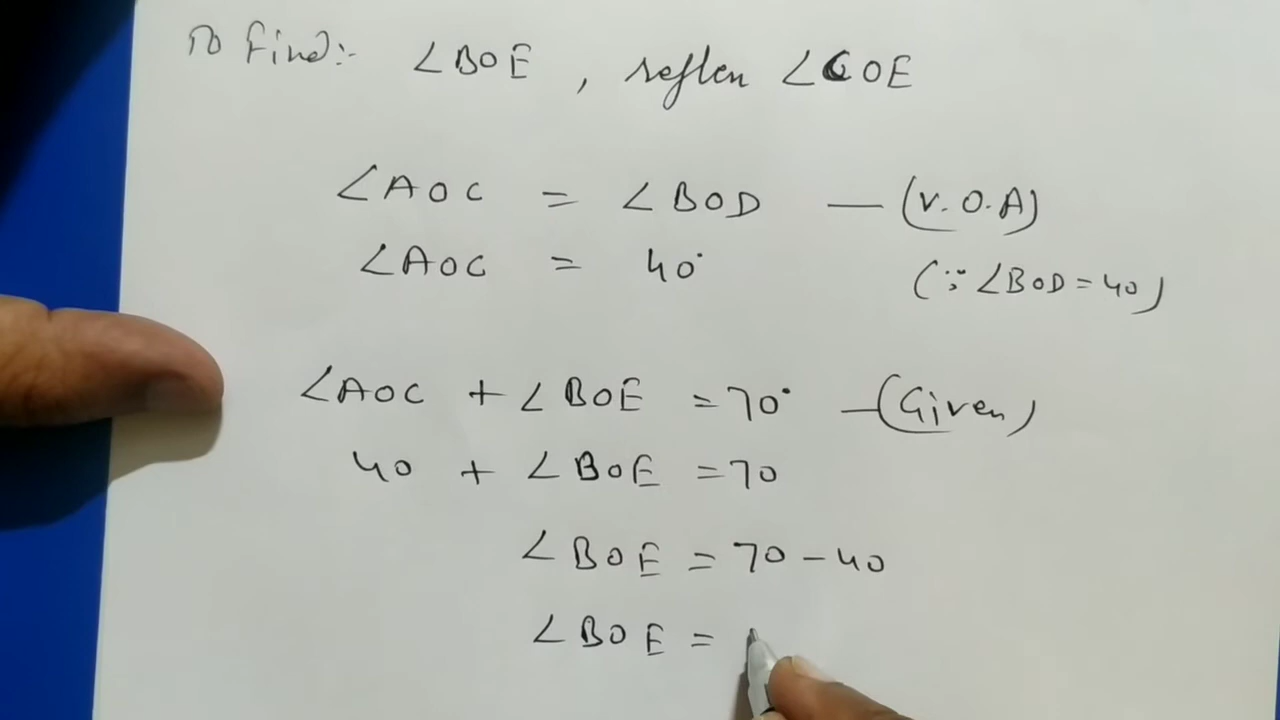 To find:- ∠BOE, reflex ∠COE
∠AOC = ∠BOD — (V.O.A)
∠AOC = 40° (∵ ∠BOD = 40)
∠AOC + ∠BOE = 70° — (Given)
40 + ∠BOE = 70
∠BOE = 70 - 40
∠BOE =